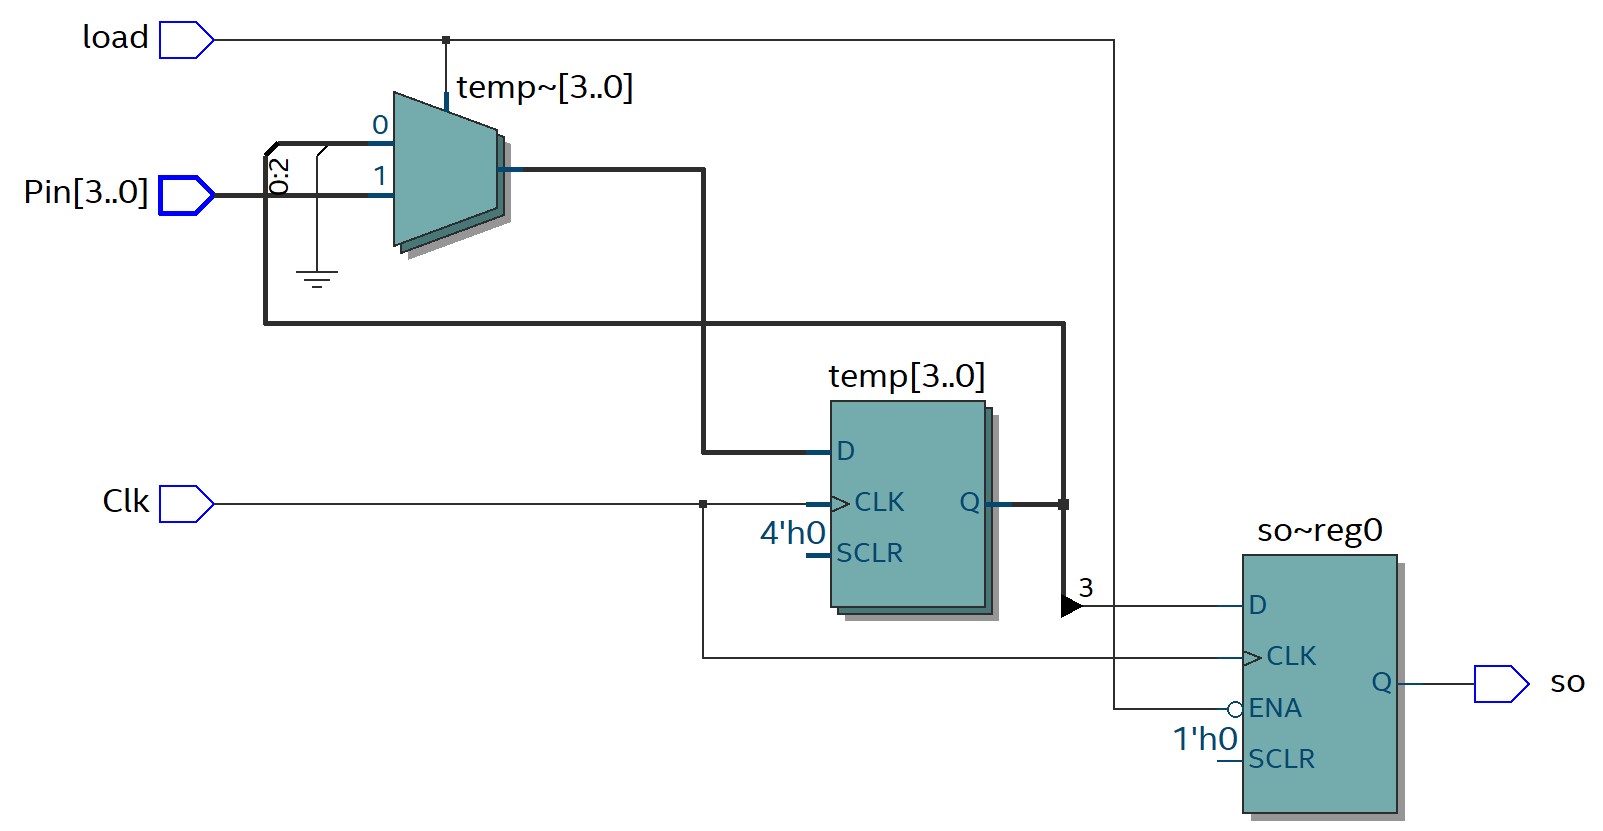 load
temp~[3..0]
0
0:2
1
Pin[3..0]
temp[3..0]
D
Clk
CLK
Q
4'h0
SCLR
so~reg0
3
D
CLK
Q
so
ENA
1'h0
SCLR